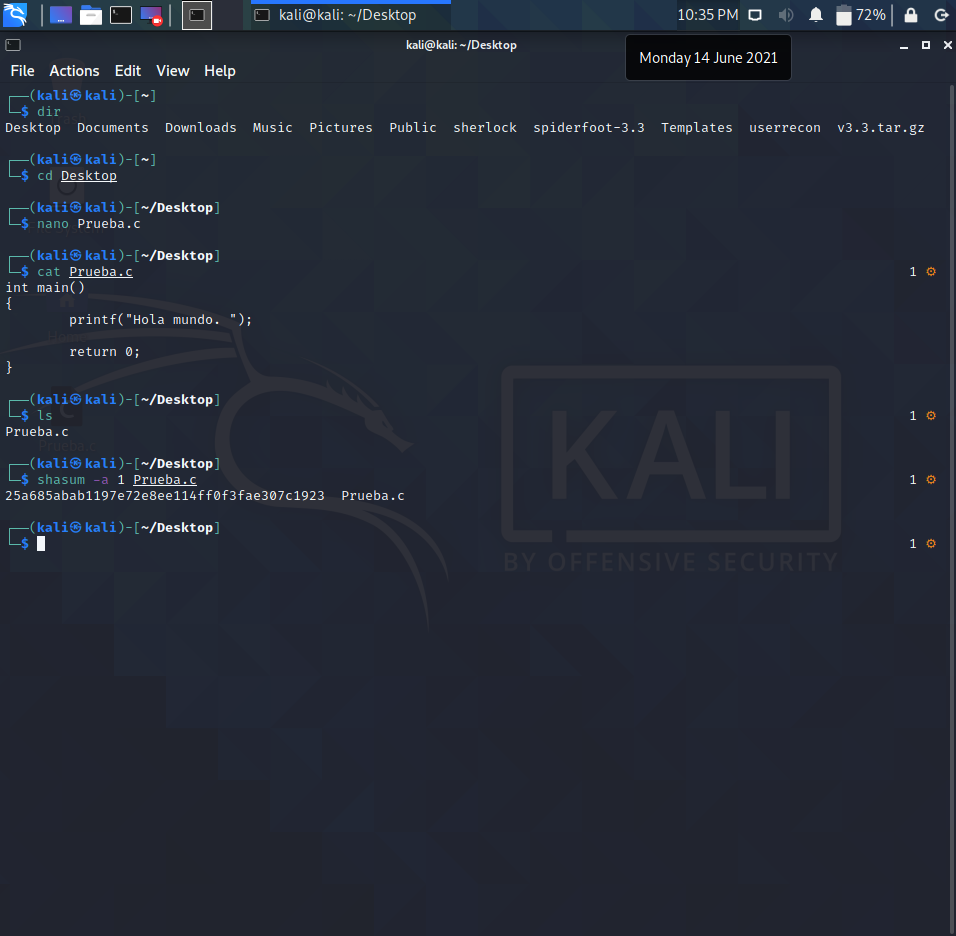 kali@kali: ~/Desktop 10:35 PM 72%
kali@kali: ~/Desktop
Monday 14 June 2021
File Actions Edit View Help
┌──(kali㉿kali)-[~]
└─$ dir
Desktop Documents Downloads Music Pictures Public sherlock spiderfoot-3.3 Templates userrecon v3.3.tar.gz
┌──(kali㉿kali)-[~]
└─$ cd Desktop
┌──(kali㉿kali)-[~/Desktop]
└─$ nano Prueba.c
┌──(kali㉿kali)-[~/Desktop]
└─$ cat Prueba.c 1 ⚙
int main()
{
        printf("Hola mundo. ");
        return 0;
}
┌──(kali㉿kali)-[~/Desktop]
└─$ ls 1 ⚙
Prueba.c
┌──(kali㉿kali)-[~/Desktop]
└─$ shasum -a 1 Prueba.c 1 ⚙
25a685abab1197e72e8ee114ff0f3fae307c1923  Prueba.c
┌──(kali㉿kali)-[~/Desktop]
└─$ 1 ⚙
KALI
BY OFFENSIVE SECURITY